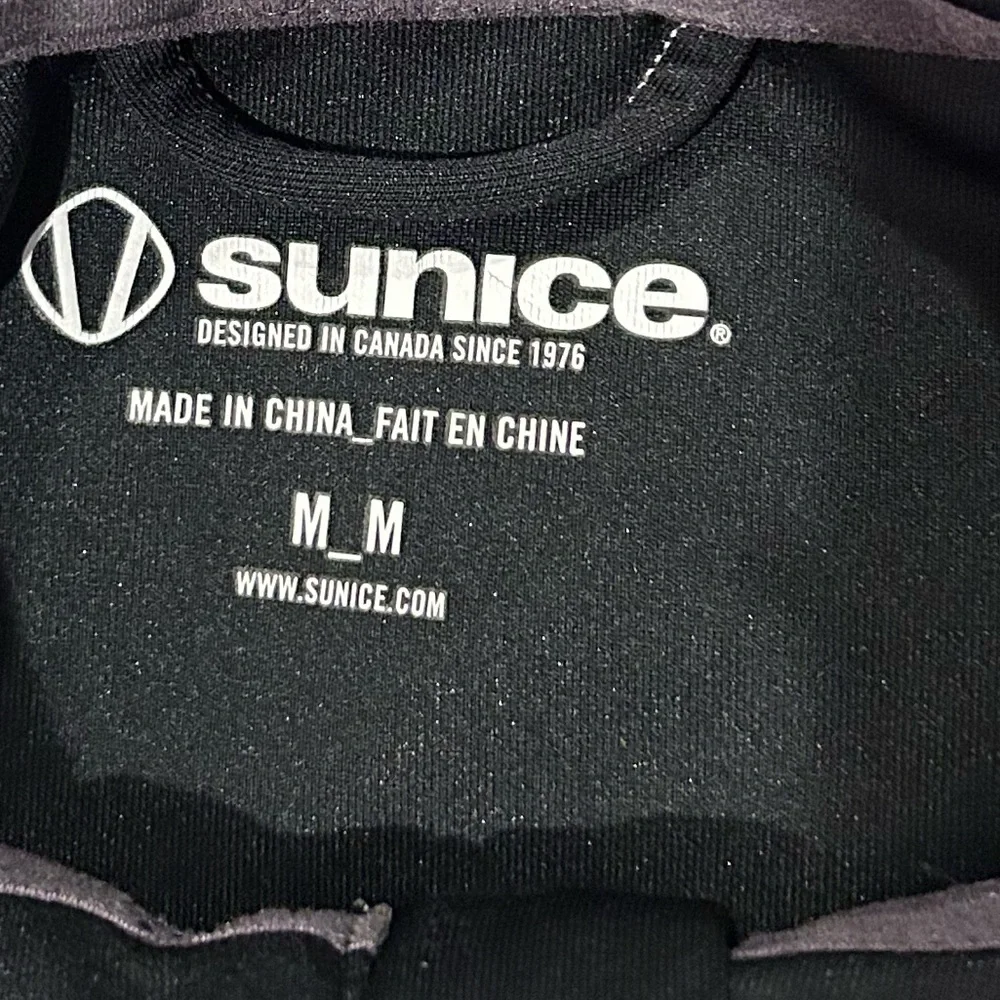 sunice®
DESIGNED IN CANADA SINCE 1976
MADE IN CHINA_FAIT EN CHINE
M_M
WWW.SUNICE.COM